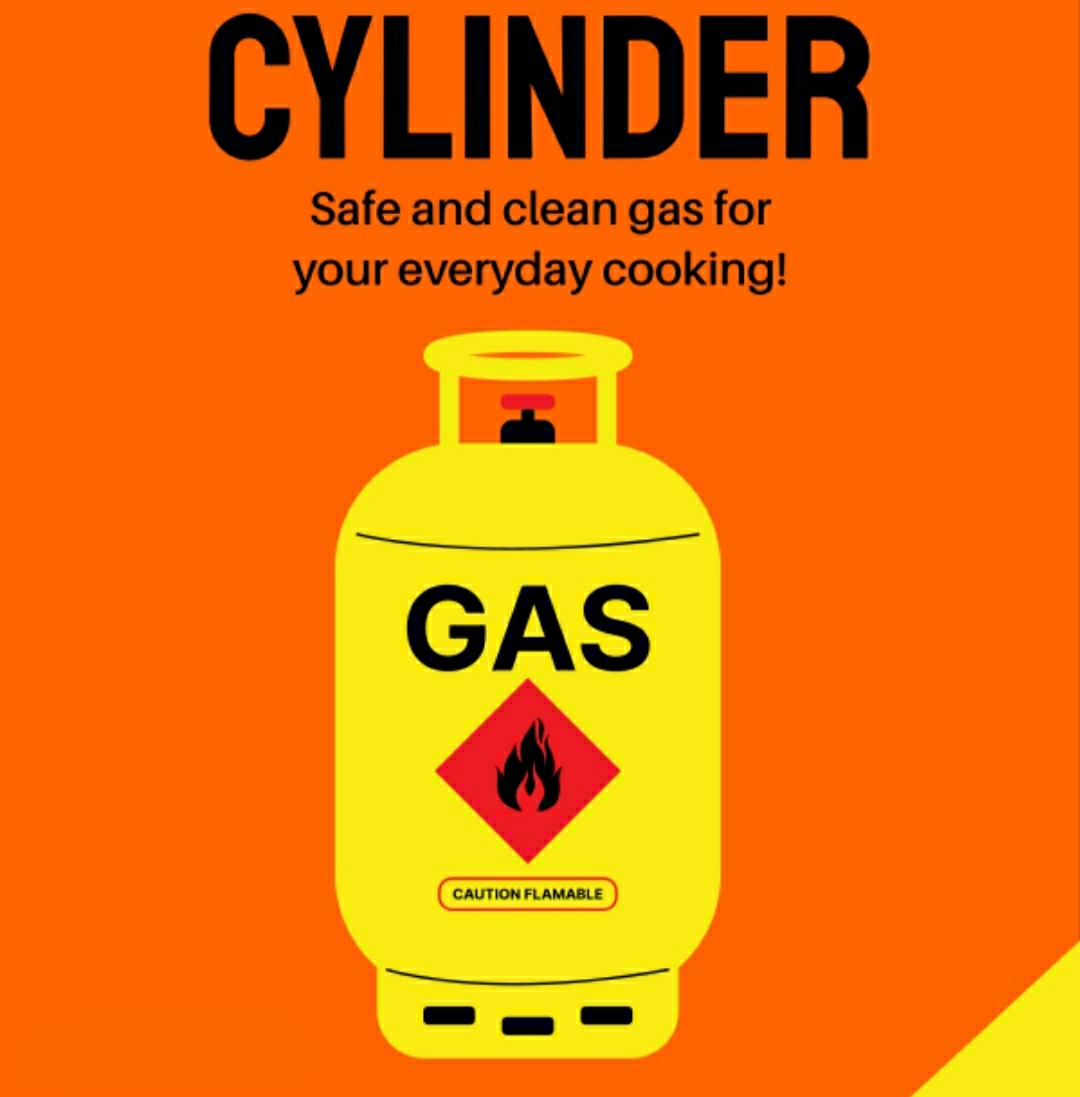 CYLINDER
Safe and clean gas for
your everyday cooking!
GAS
CAUTION FLAMABLE